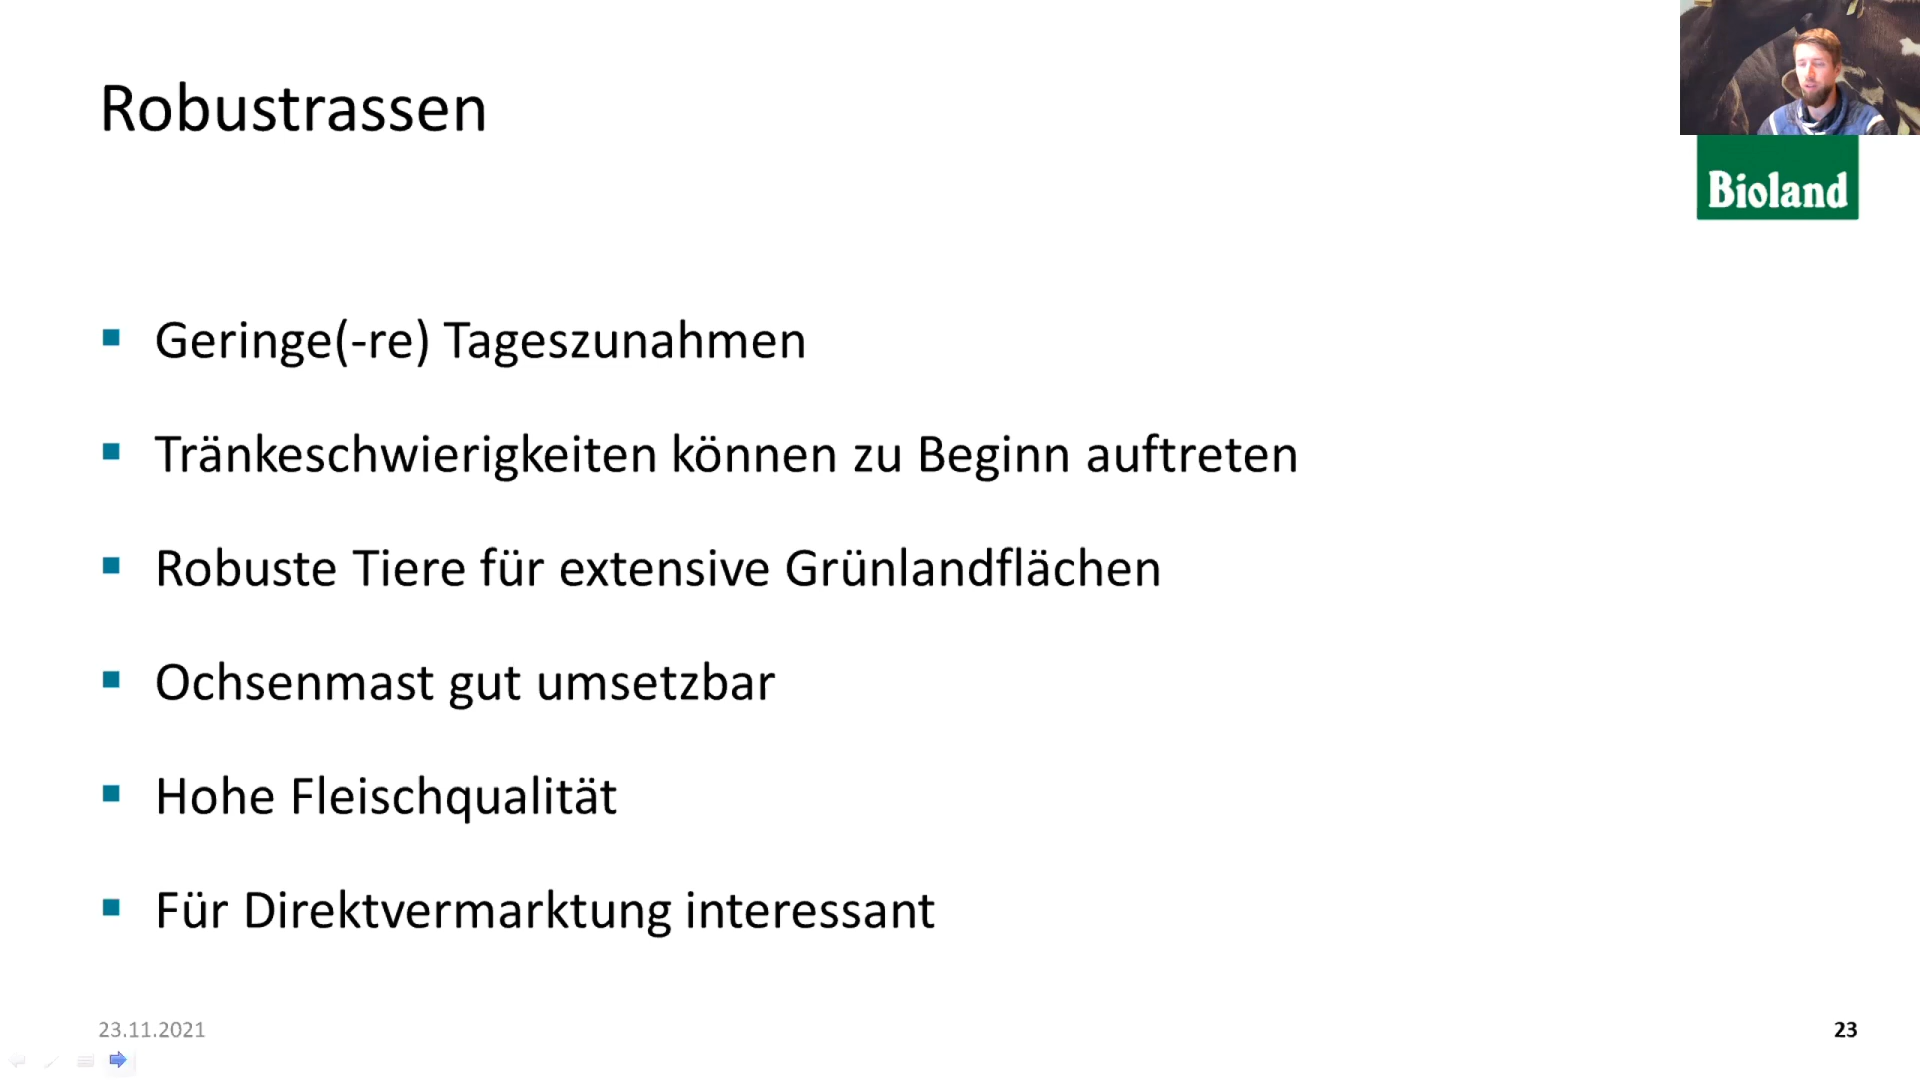 Robustrassen
Bioland
Geringe(-re) Tageszunahmen
Tränkeschwierigkeiten können zu Beginn auftreten
Robuste Tiere für extensive Grünlandflächen
Ochsenmast gut umsetzbar
Hohe Fleischqualität
Für Direktvermarktung interessant
23.11.2021
23